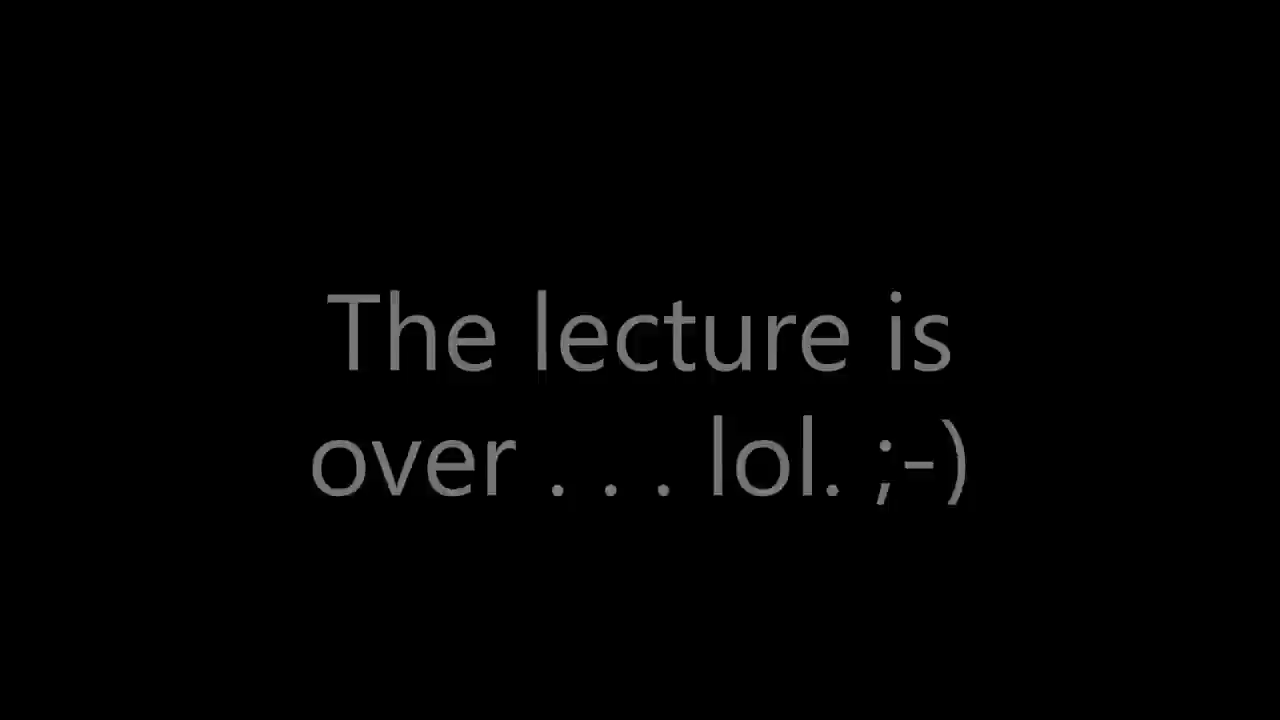 The lecture is
over . . . lol. ;-)